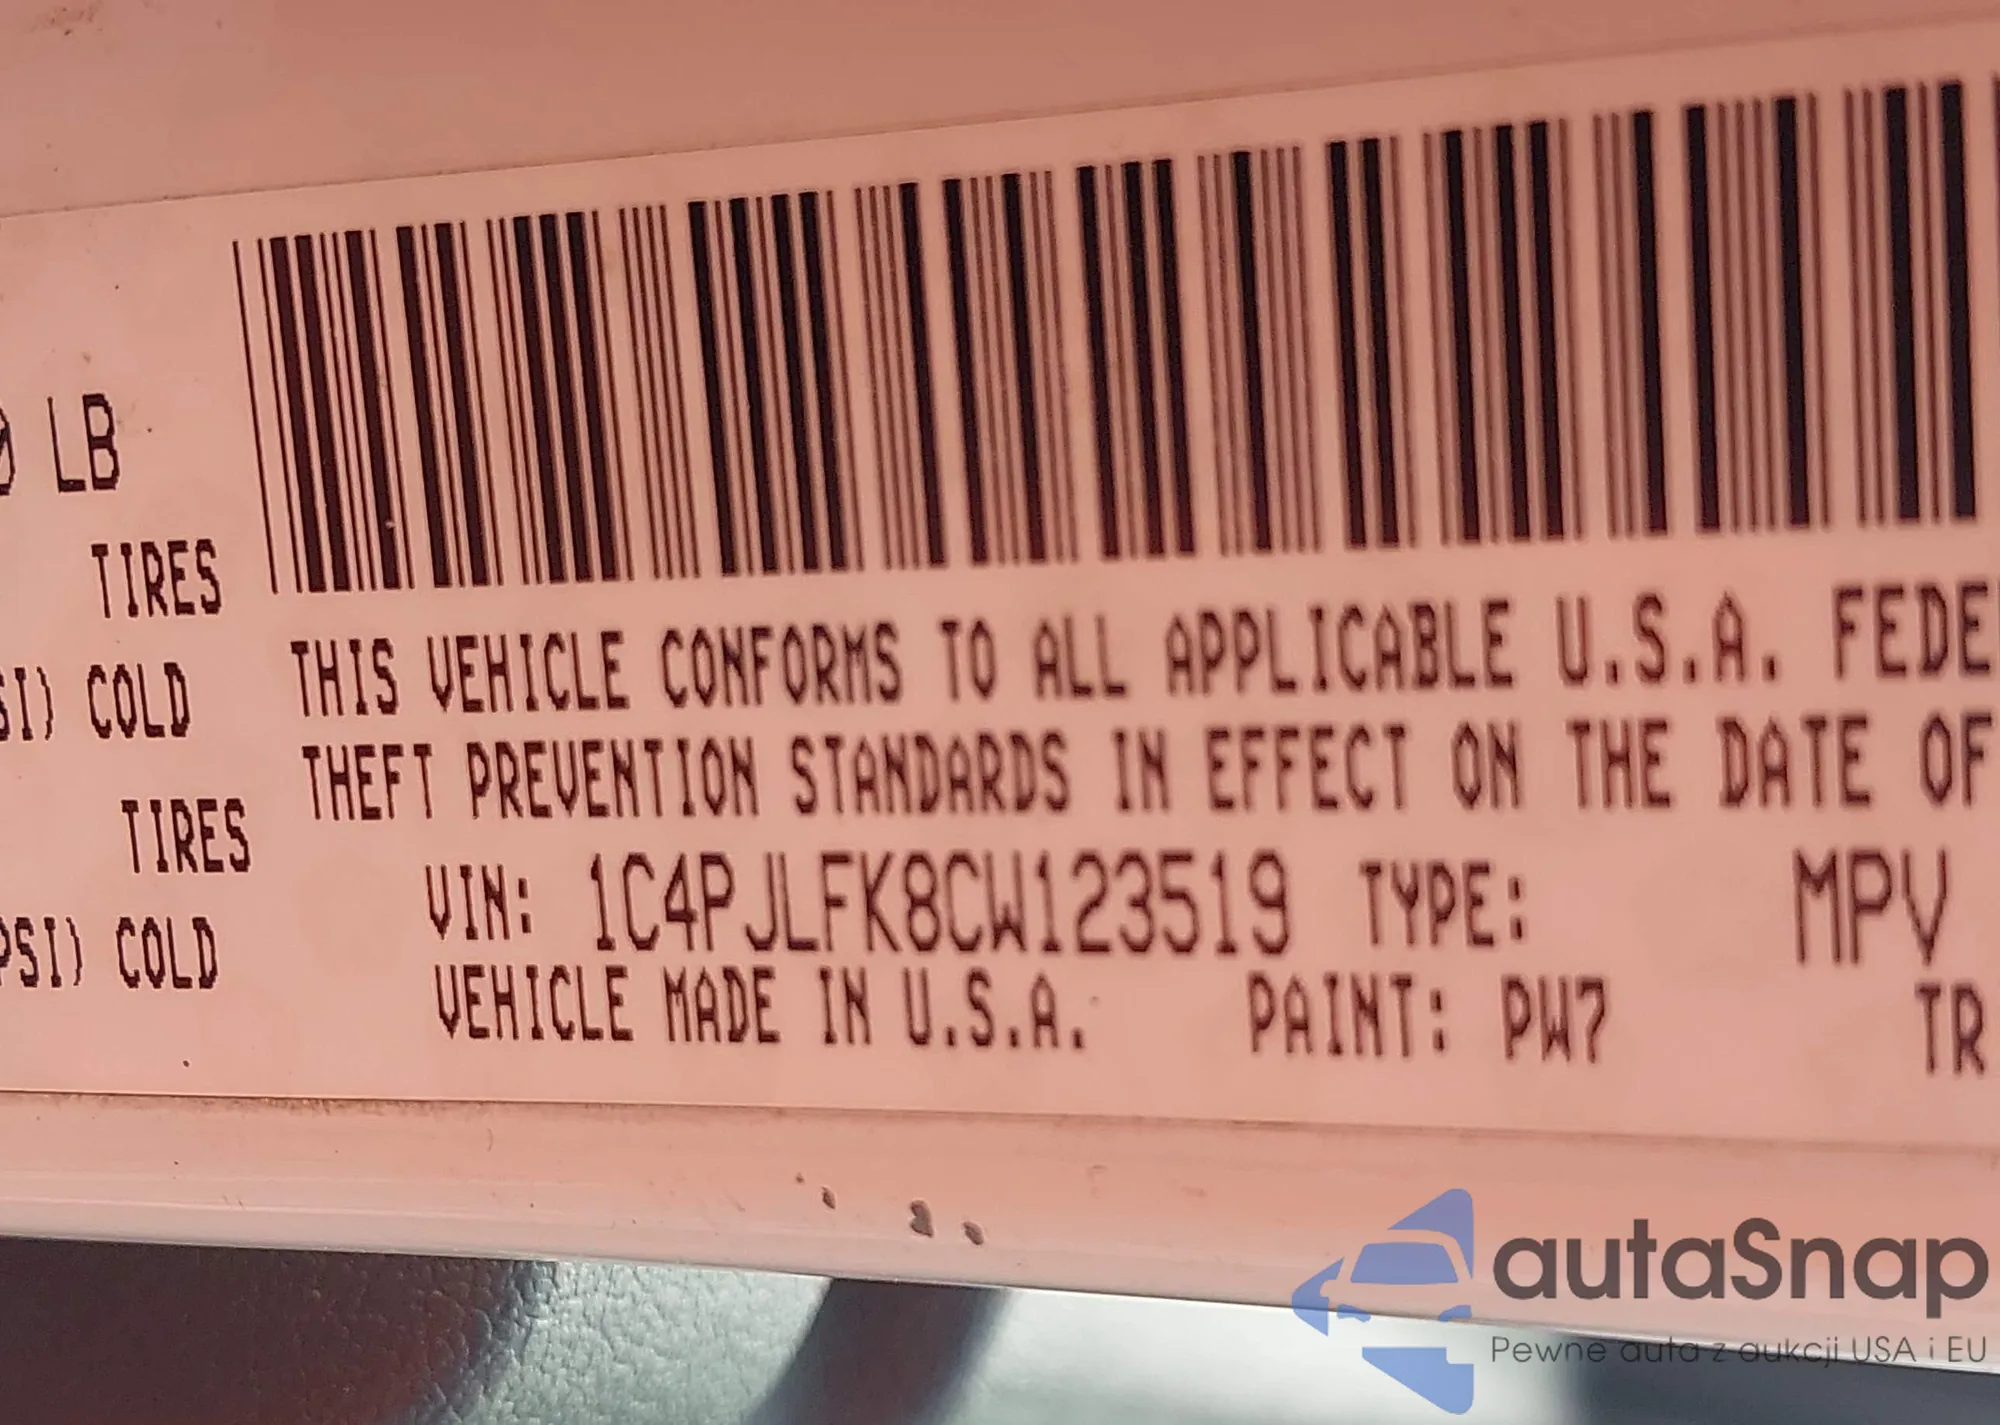 LB
TIRES
COLD
TIRES
PSI) COLD
THIS VEHICLE CONFORMS TO ALL APPLICABLE U.S.A.
THEFT PREVENTION STANDARDS IN EFFECT ON THE DATE OF
VIN: 1C4PJLFK8CW123519 TYPE: MPV
VEHICLE MADE IN U.S.A. PAINT: PW7 TR
autaSnap
Pewne auta z aukcji USA i EU